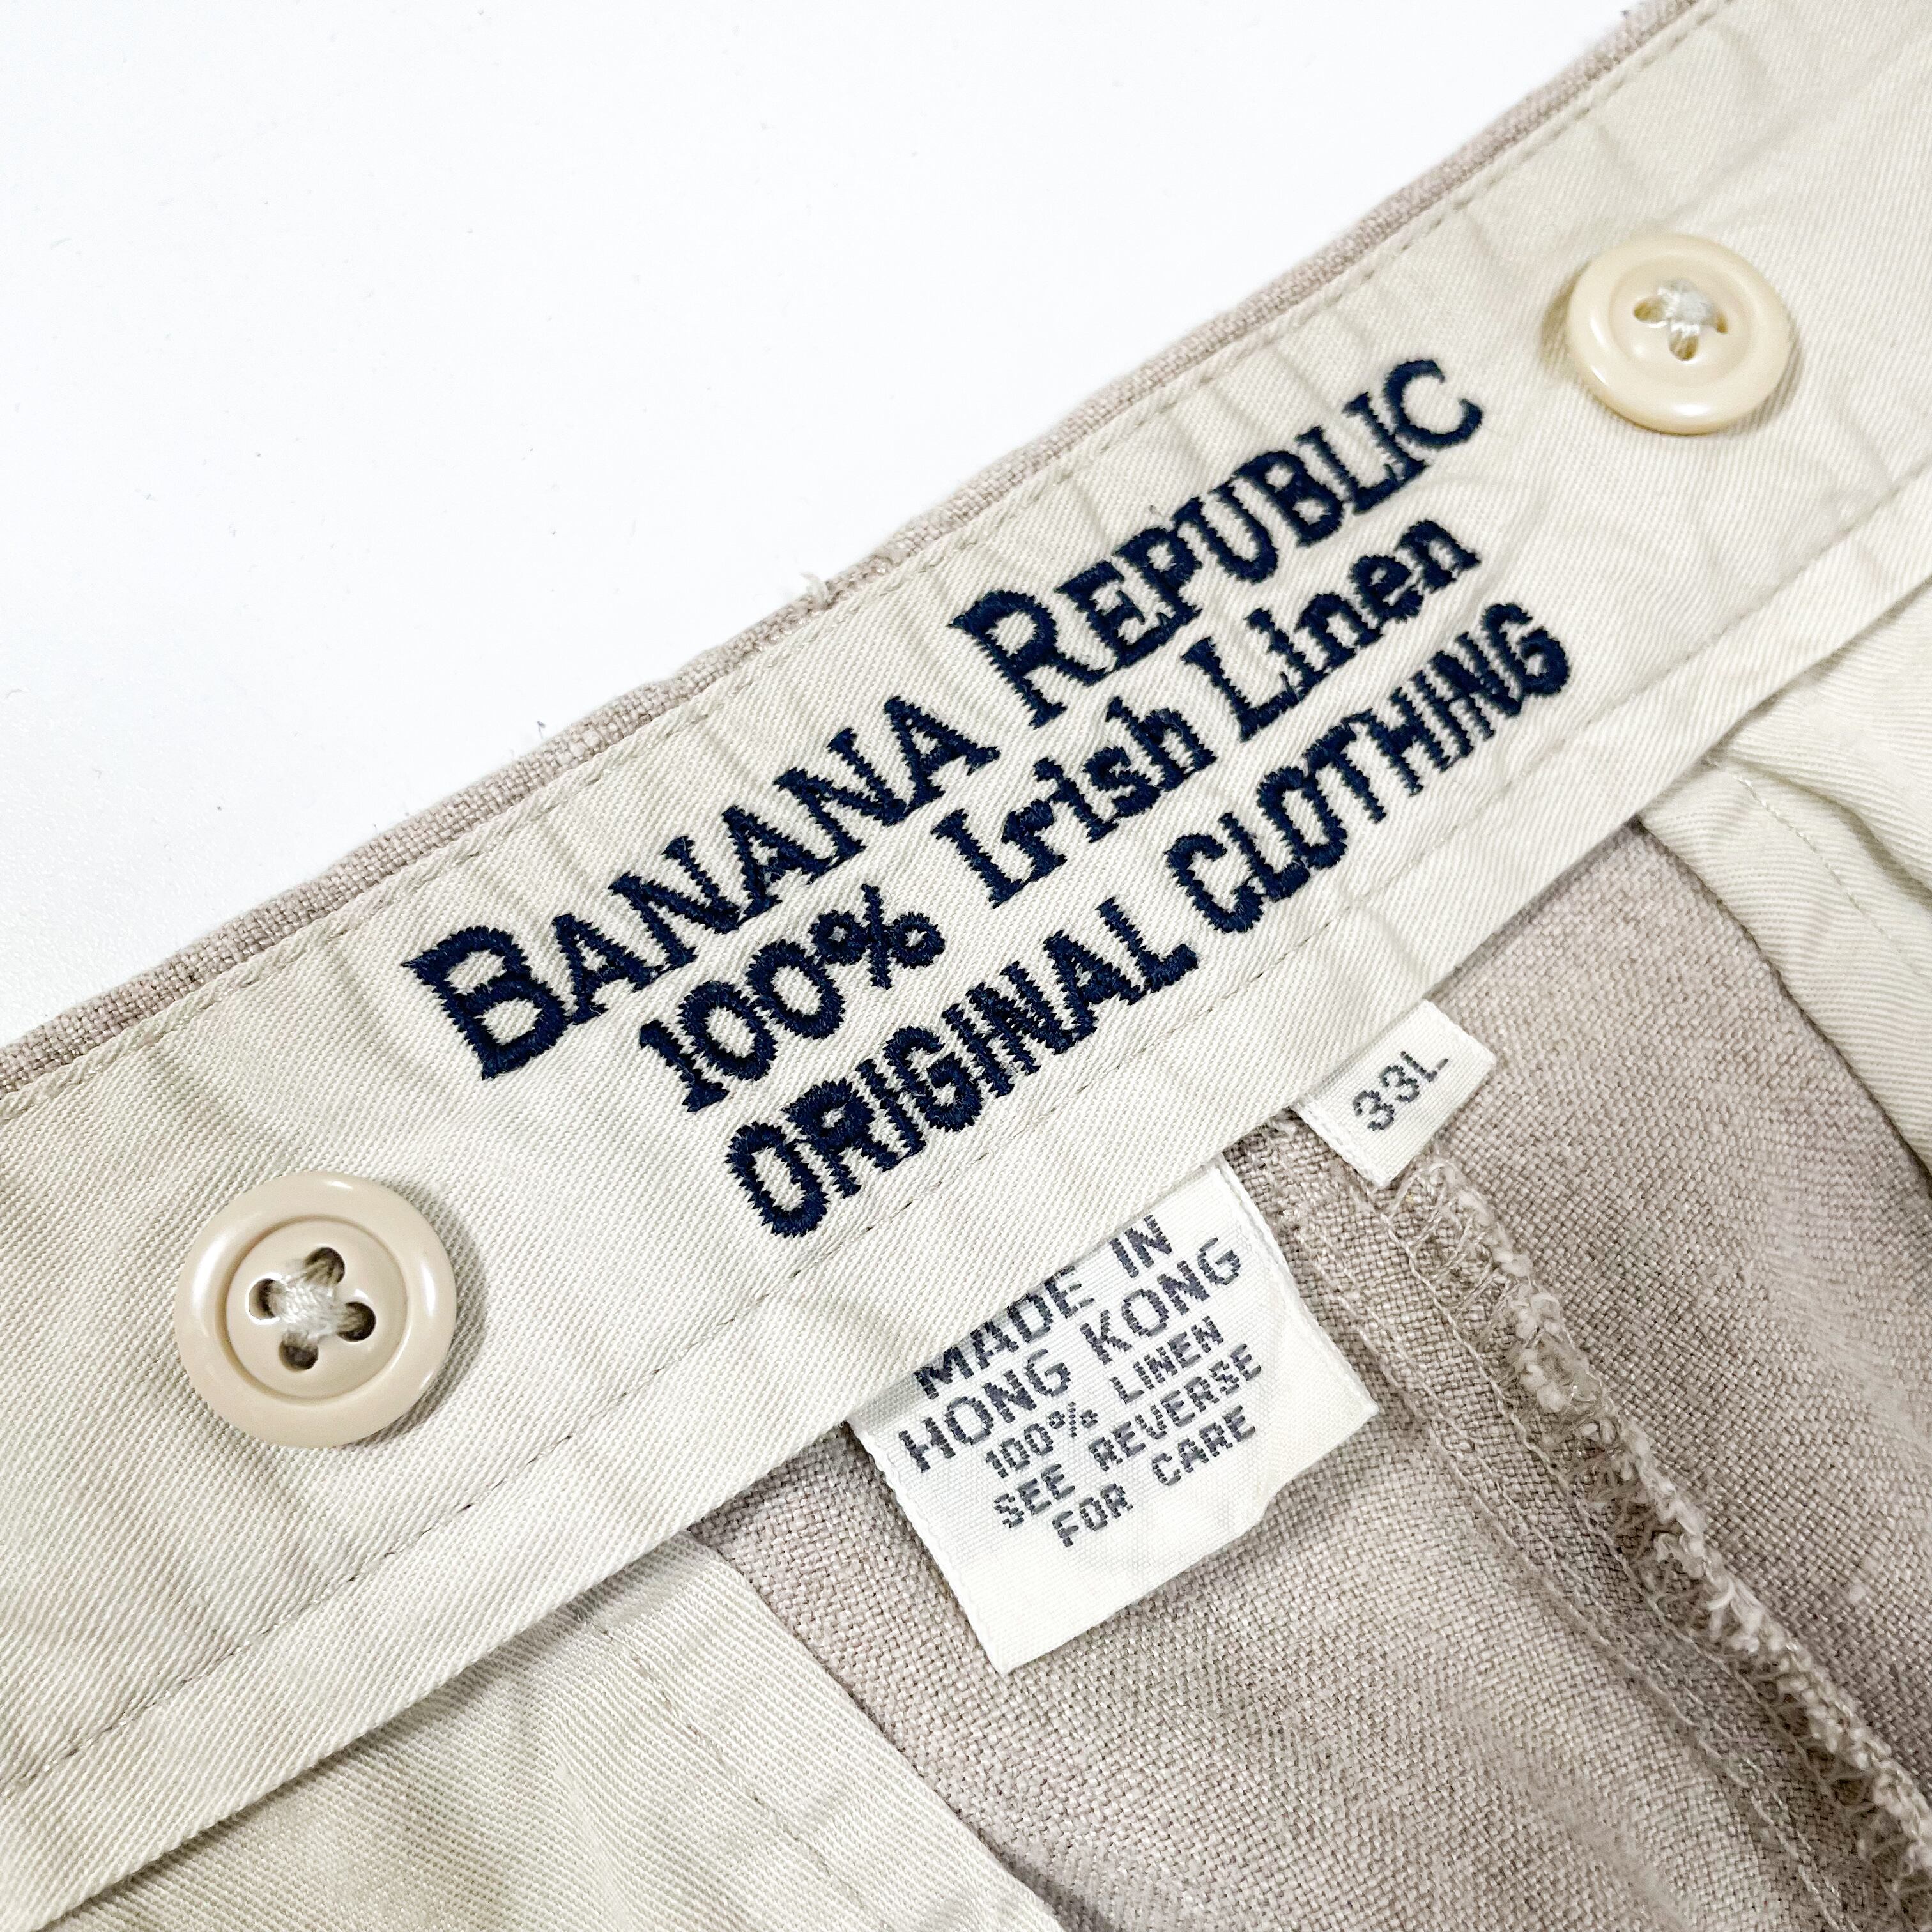 BANANA REPUBLIC
100% Irish Linen
ORIGINAL CLOTHING
33L
MADE IN
HONG KONG
100% LINEN
SEE REVERSE
FOR CARE